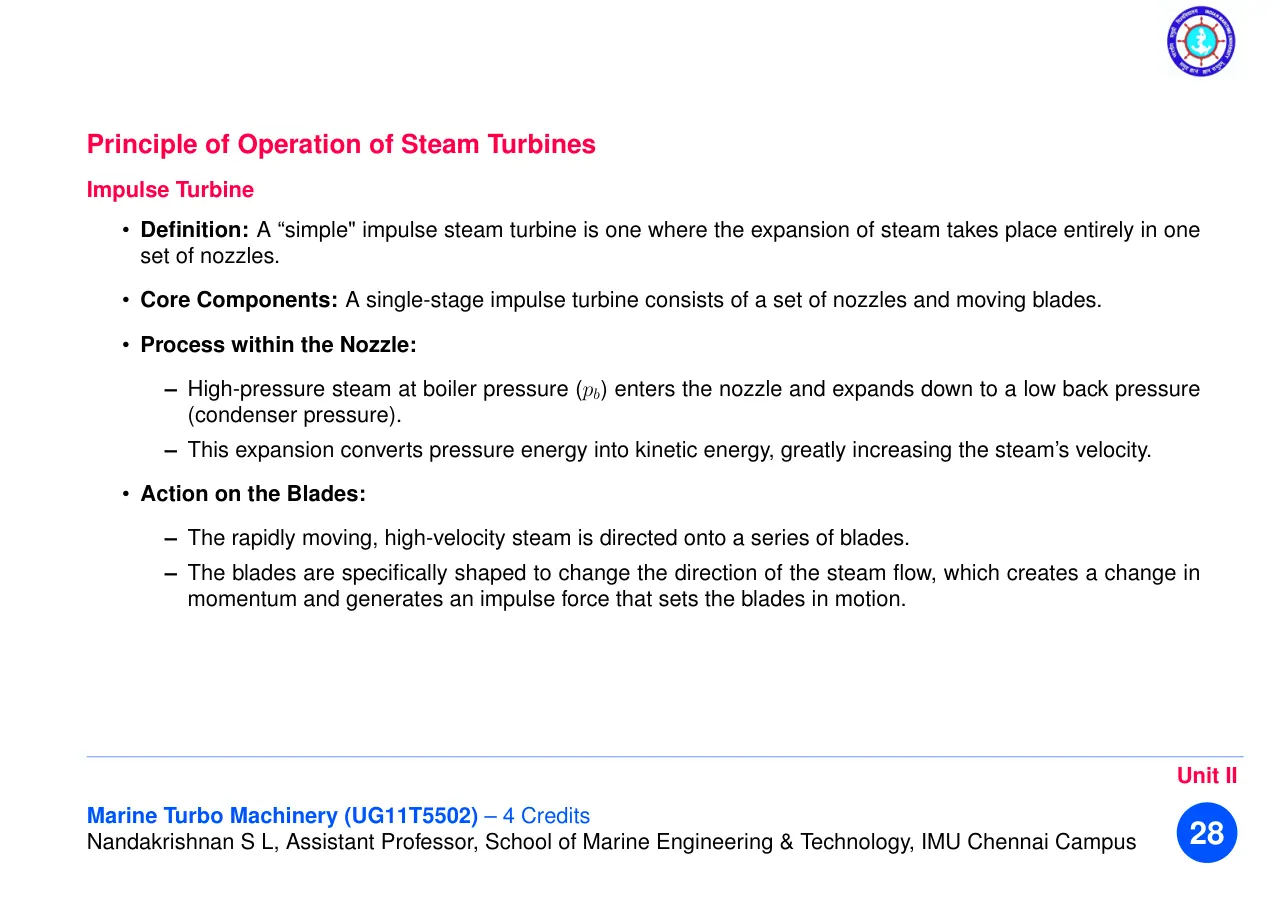 Principle of Operation of Steam Turbines
Impulse Turbine
• Definition: A “simple" impulse steam turbine is one where the expansion of steam takes place entirely in one
set of nozzles.
• Core Components: A single-stage impulse turbine consists of a set of nozzles and moving blades.
• Process within the Nozzle:
– High-pressure steam at boiler pressure (p_b) enters the nozzle and expands down to a low back pressure
(condenser pressure).
– This expansion converts pressure energy into kinetic energy, greatly increasing the steam’s velocity.
• Action on the Blades:
– The rapidly moving, high-velocity steam is directed onto a series of blades.
– The blades are specifically shaped to change the direction of the steam flow, which creates a change in
momentum and generates an impulse force that sets the blades in motion.
Unit II
Marine Turbo Machinery (UG11T5502) – 4 Credits
Nandakrishnan S L, Assistant Professor, School of Marine Engineering & Technology, IMU Chennai Campus
28